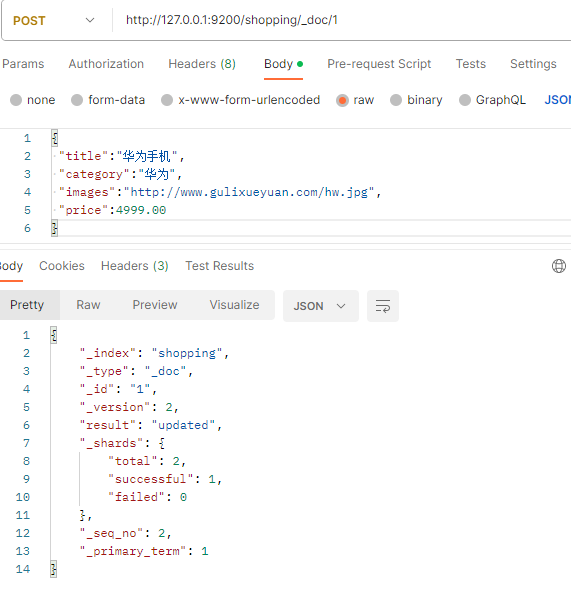 POST http://127.0.0.1:9200/shopping/_doc/1
Params Authorization Headers (8) Body Pre-request Script Tests Settings
none form-data x-www-form-urlencoded raw binary GraphQL JSON
1 {
2 "title":"华为手机",
3 "category":"华为",
4 "images":"http://www.gulixueyuan.com/hw.jpg",
5 "price":4999.00
6 }
Body Cookies Headers (3) Test Results
Pretty Raw Preview Visualize JSON
1 {
2 "_index": "shopping",
3 "_type": "_doc",
4 "_id": "1",
5 "_version": 2,
6 "result": "updated",
7 "_shards": {
8 "total": 2,
9 "successful": 1,
10 "failed": 0
11 },
12 "_seq_no": 2,
13 "_primary_term": 1
14 }